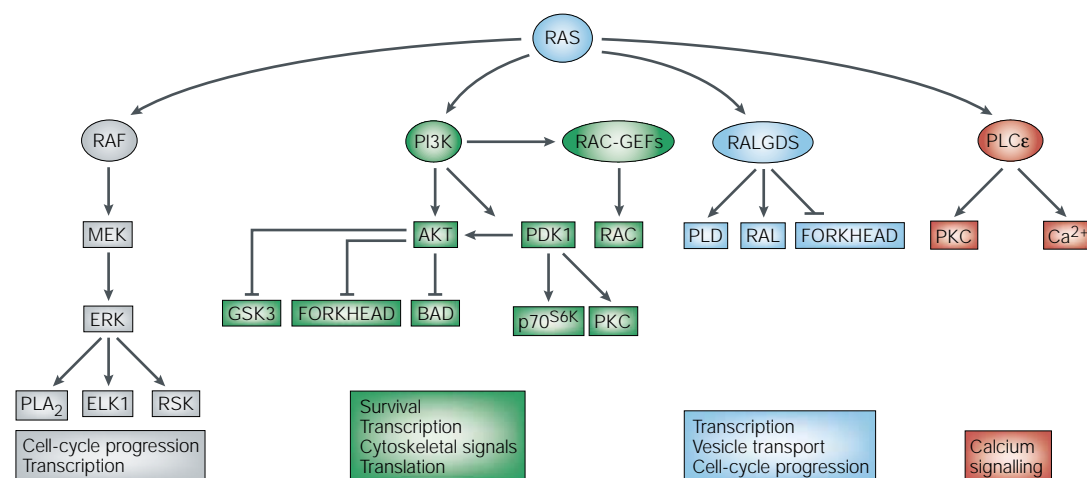 RAS
RAF
PI3K
RAC-GEFs
RALGDS
PLCε
MEK
AKT
PDK1
RAC
PLD
RAL
FORKHEAD
PKC
Ca2+
GSK3
FORKHEAD
BAD
p70S6K
PKC
ERK
PLA2
ELK1
RSK
Cell-cycle progression
Transcription
Survival
Transcription
Cytoskeletal signals
Translation
Transcription
Vesicle transport
Cell-cycle progression
Calcium
signalling